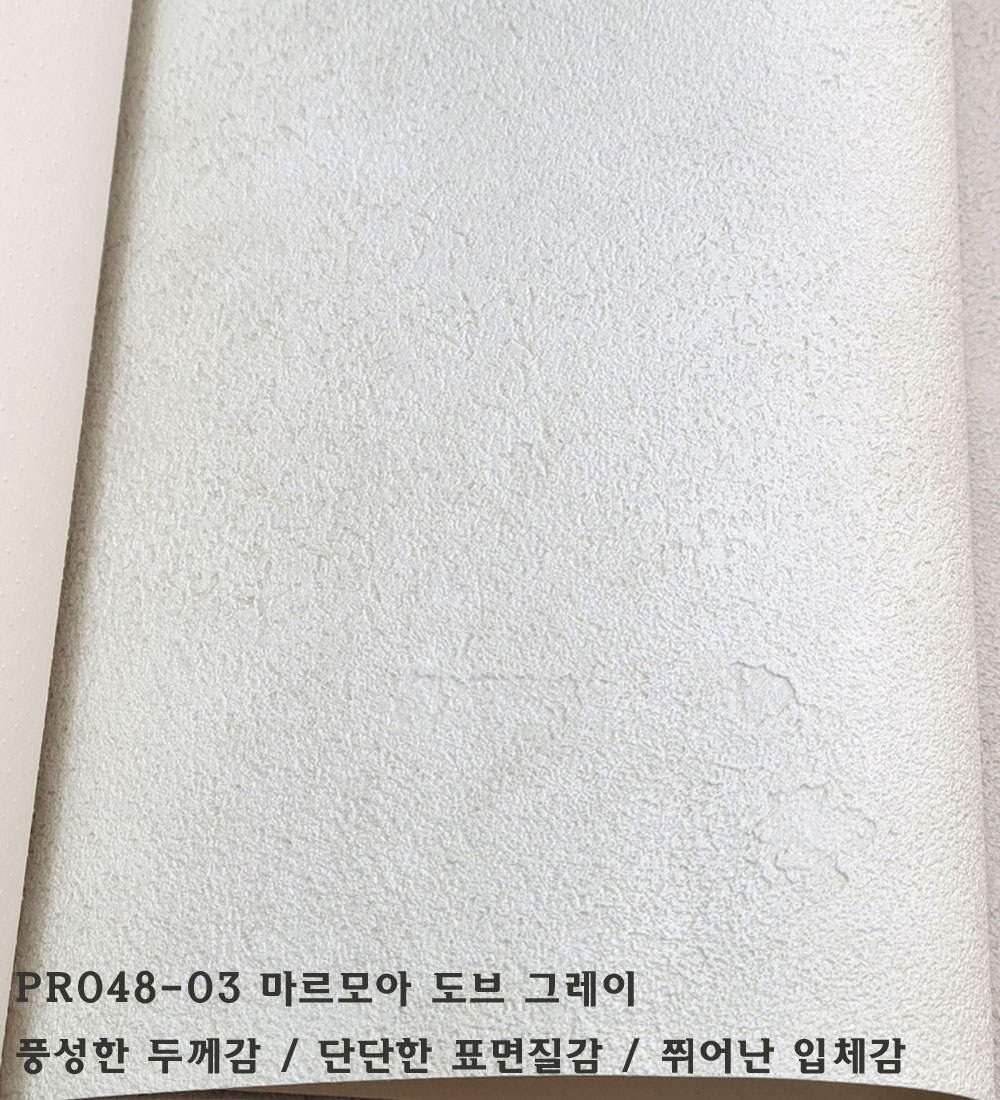 PR048-03 마르모아 도브 그레이
풍성한 두께감 / 단단한 표면질감 / 쮜어난 입체감